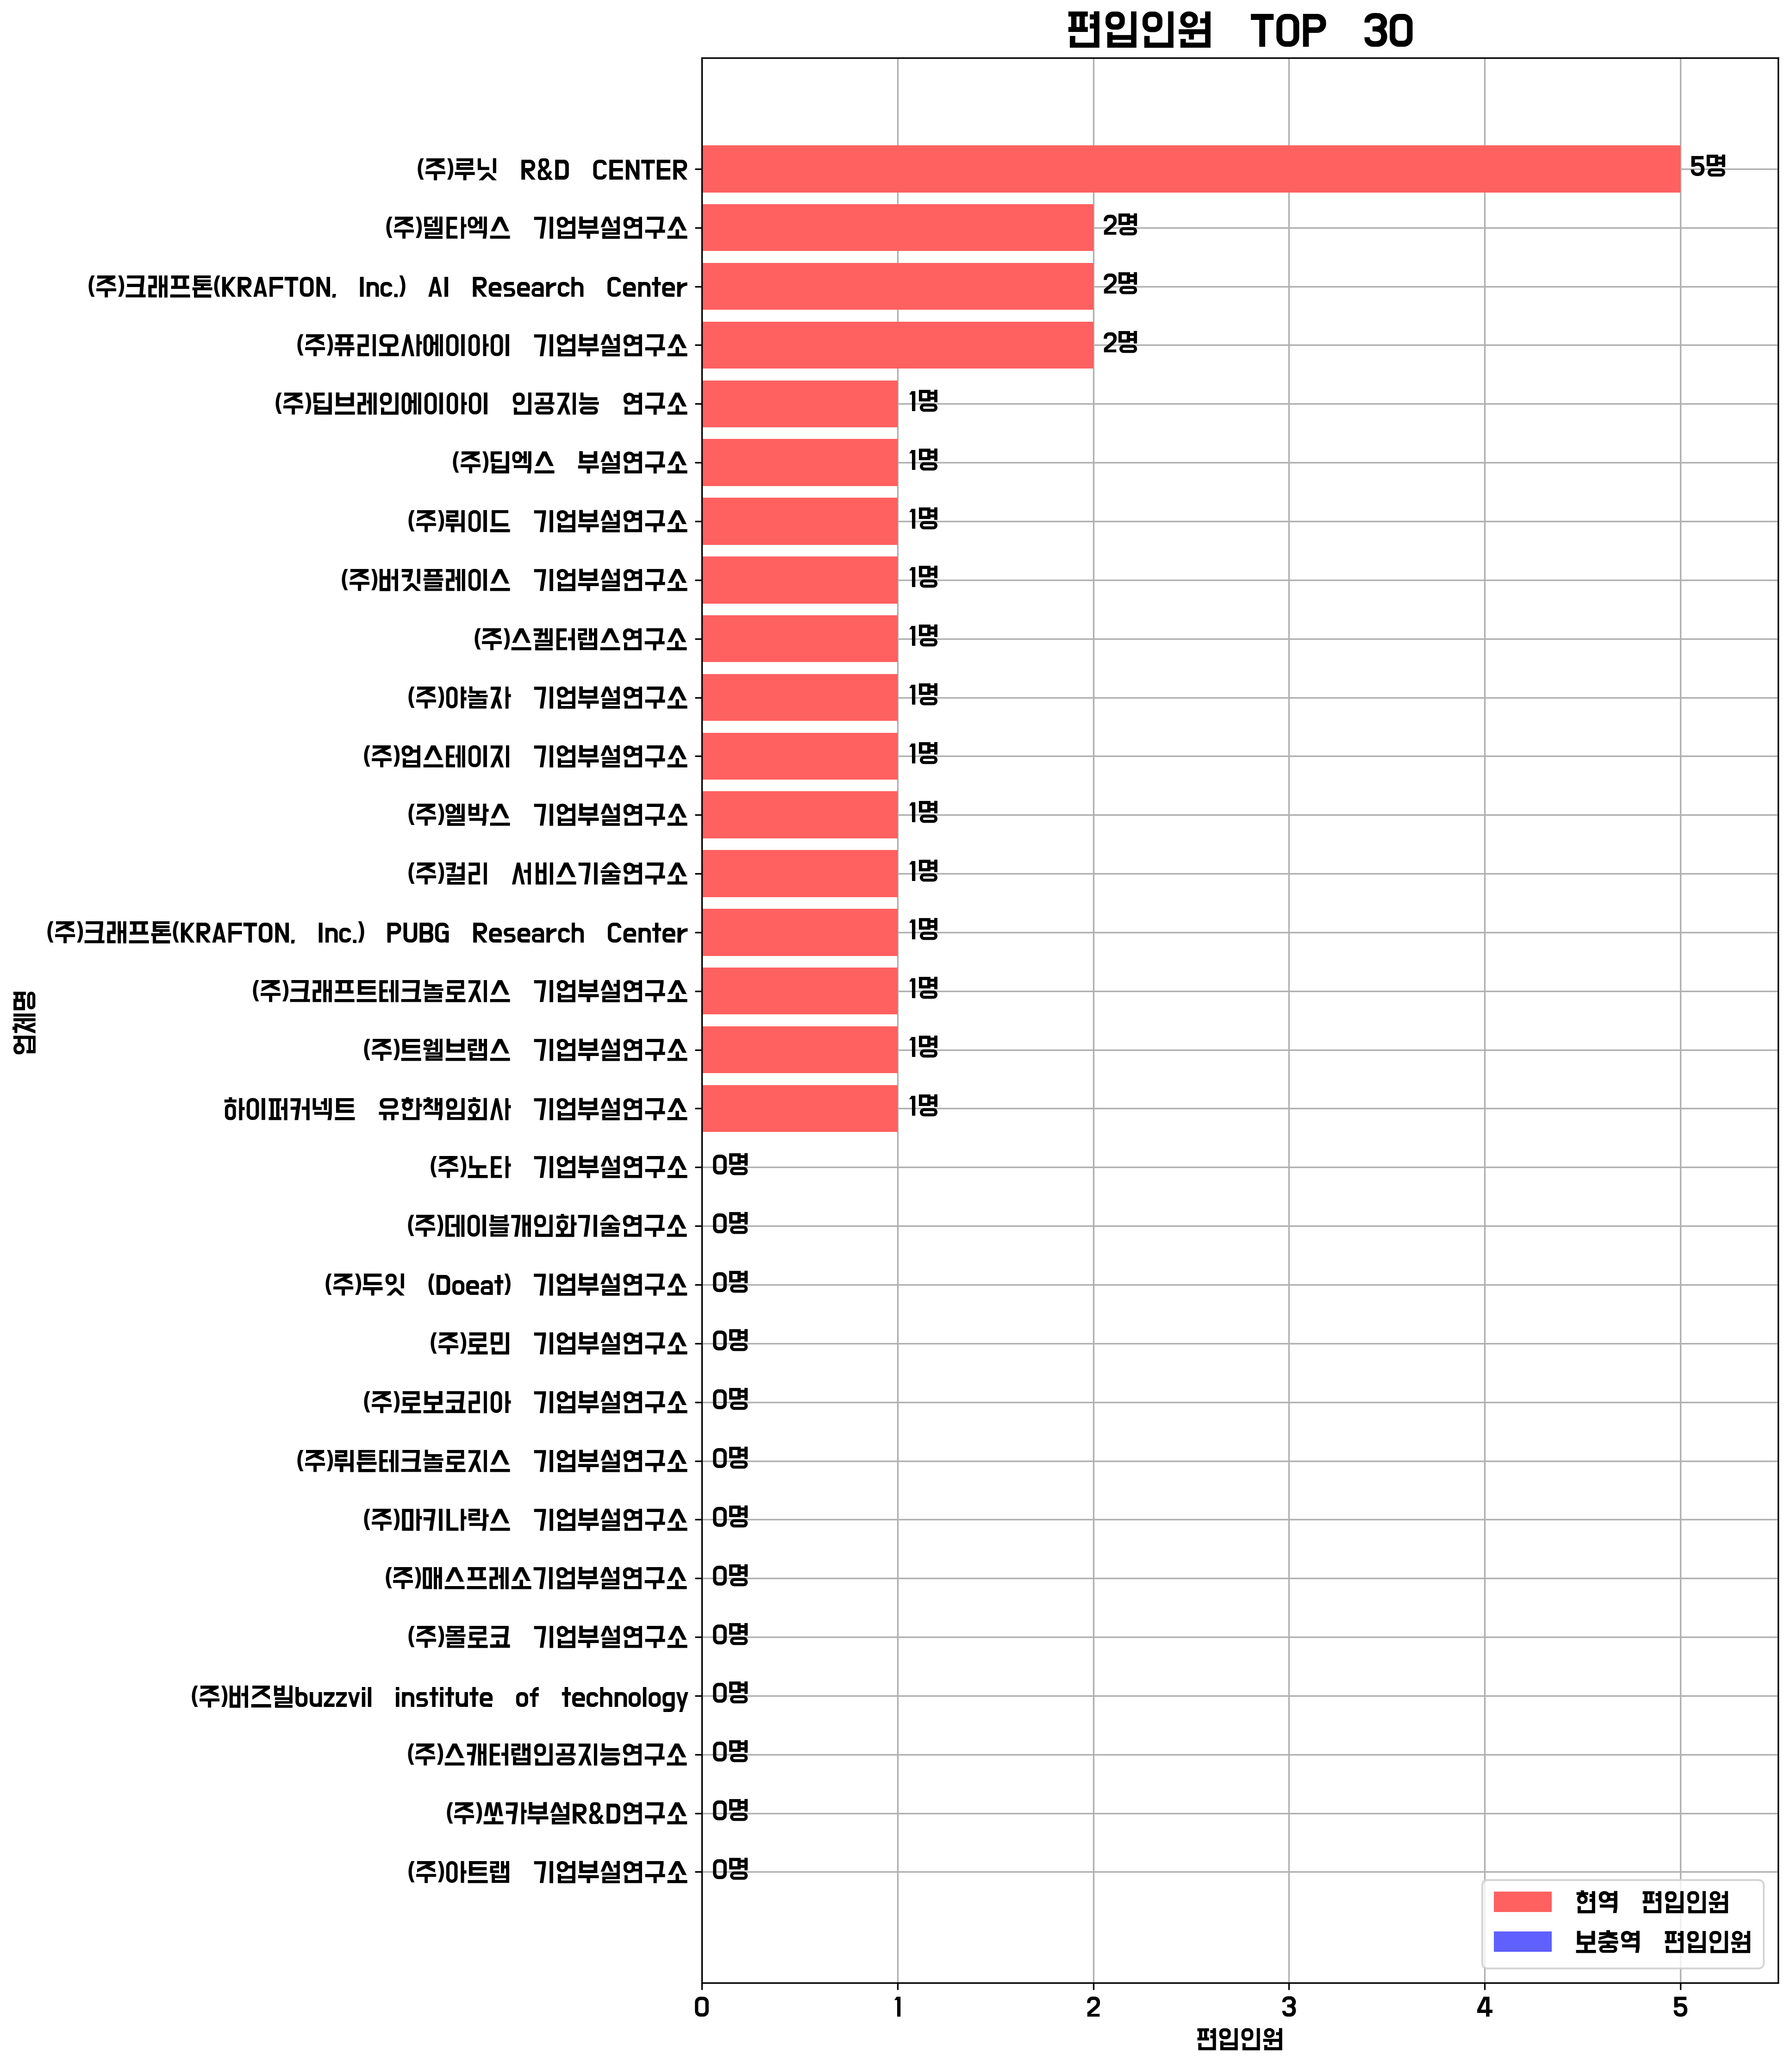 편입인원 TOP 30
(주)루닛 R&D CENTER 5명
(주)델타엑스 기업부설연구소 2명
(주)크래프톤(KRAFTON, Inc.) AI Research Center 2명
(주)퓨리오사에이아이 기업부설연구소 2명
(주)딥브레인에이아이 인공지능 연구소 1명
(주)딥엑스 부설연구소 1명
(주)뤼이드 기업부설연구소 1명
(주)버킷플레이스 기업부설연구소 1명
(주)스켈터랩스연구소 1명
(주)야놀자 기업부설연구소 1명
(주)업스테이지 기업부설연구소 1명
(주)엘박스 기업부설연구소 1명
(주)컬리 서비스기술연구소 1명
(주)크래프톤(KRAFTON, Inc.) PUBG Research Center 1명
(주)크래프트테크놀로지스 기업부설연구소 1명
(주)트웰브랩스 기업부설연구소 1명
하이퍼커넥트 유한책임회사 기업부설연구소 1명
(주)노타 기업부설연구소 0명
(주)데이블개인화기술연구소 0명
(주)두잇 (Doeat) 기업부설연구소 0명
(주)로민 기업부설연구소 0명
(주)로보코리아 기업부설연구소 0명
(주)뤼튼테크놀로지스 기업부설연구소 0명
(주)마키나락스 기업부설연구소 0명
(주)매스프레소기업부설연구소 0명
(주)몰로코 기업부설연구소 0명
(주)버즈빌buzzvil institute of technology 0명
(주)스캐터랩인공지능연구소 0명
(주)쏘카부설R&D연구소 0명
(주)아트랩 기업부설연구소 0명
업체명
현역 편입인원
보충역 편입인원
0 1 2 3 4 5
편입인원